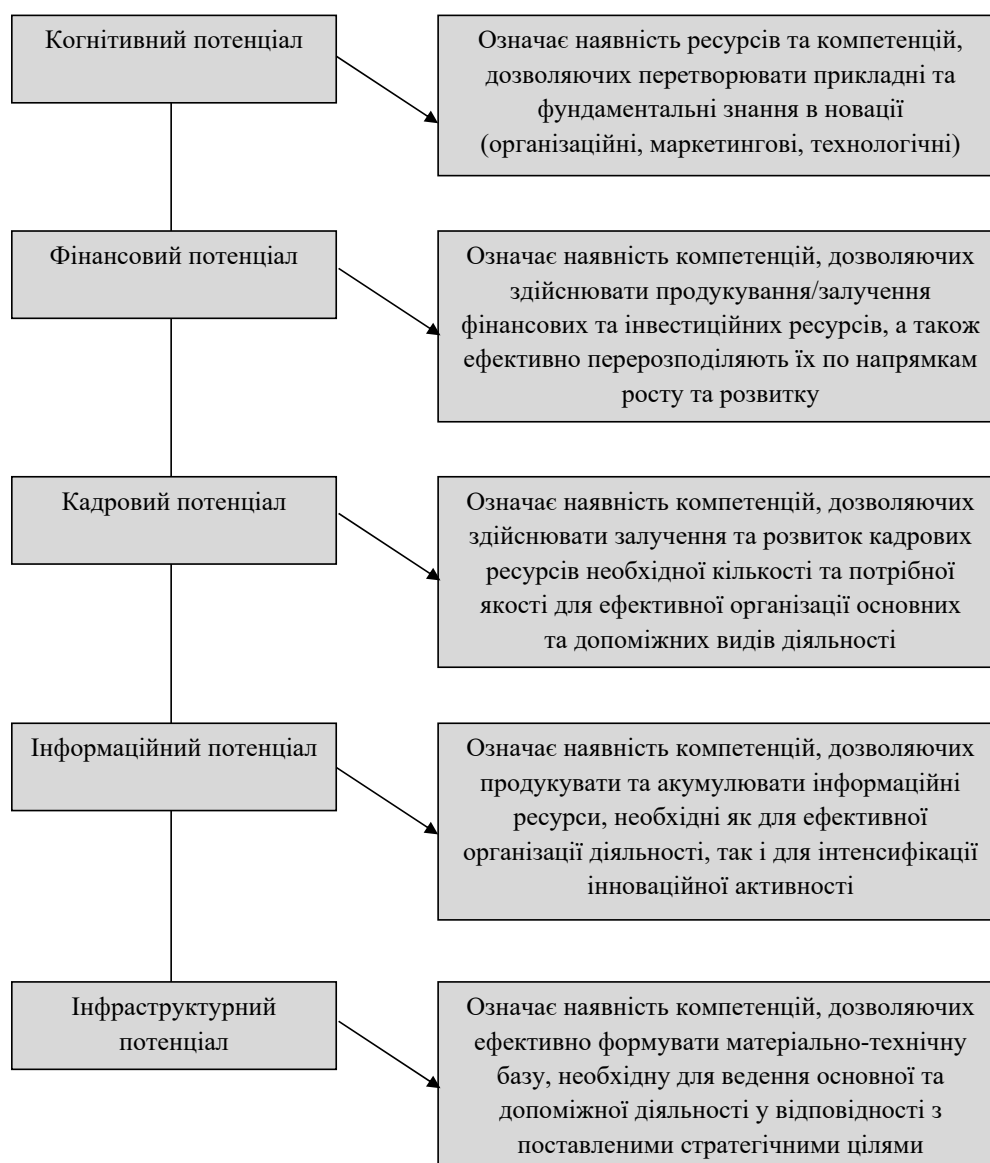 Когнітивний потенціал
Означає наявність ресурсів та компетенцій,
дозволяючих перетворювати прикладні та
фундаментальні знання в новації
(організаційні, маркетингові, технологічні)
Фінансовий потенціал
Означає наявність компетенцій, дозволяючих
здійснювати продукування/залучення
фінансових та інвестиційних ресурсів, а також
ефективно перерозподіляють їх по напрямкам
росту та розвитку
Кадровий потенціал
Означає наявність компетенцій, дозволяючих
здійснювати залучення та розвиток кадрових
ресурсів необхідної кількості та потрібної
якості для ефективної організації основних
та допоміжних видів діяльності
Інформаційний потенціал
Означає наявність компетенцій, дозволяючих
продукувати та акумулювати інформаційні
ресурси, необхідні як для ефективної
організації діяльності, так і для інтенсифікації
інноваційної активності
Інфраструктурний
потенціал
Означає наявність компетенцій, дозволяючих
ефективно формувати матеріально-технічну
базу, необхідну для ведення основної та
допоміжної діяльності у відповідності з
поставленими стратегічними цілями